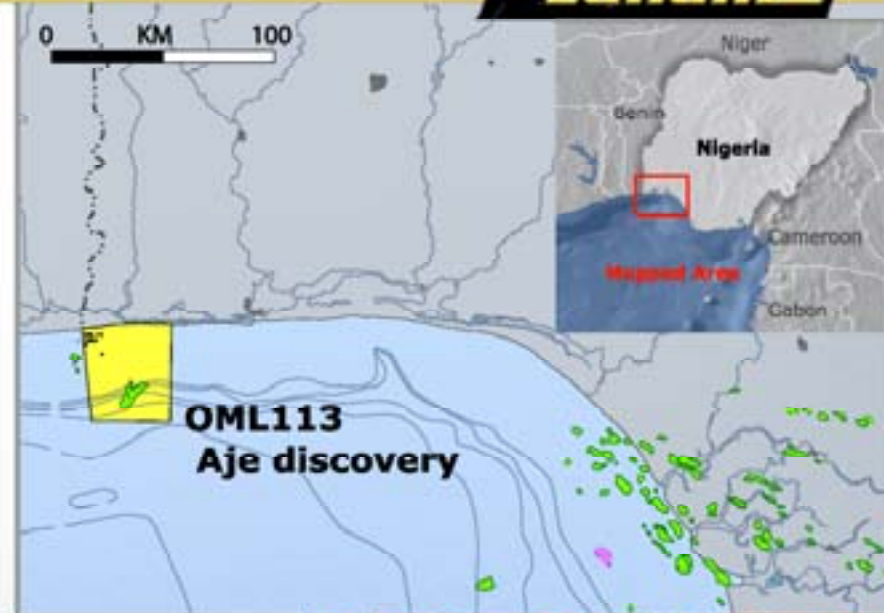 0 KM 100
Niger
Benin
Nigeria
Cameroon
Mapped Area
Gabon
OML113
Aje discovery